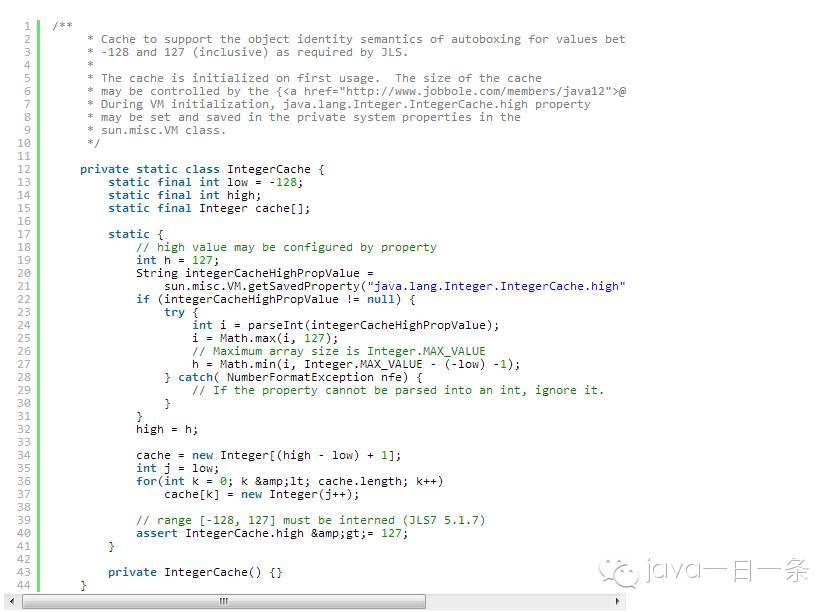 1 /**
2 * Cache to support the object identity semantics of autoboxing for values bet
3 * -128 and 127 (inclusive) as required by JLS.
4 *
5 * The cache is initialized on first usage.  The size of the cache
6 * may be controlled by the {<a href="http://www.jobbole.com/members/java12">@
7 * During VM initialization, java.lang.Integer.IntegerCache.high property
8 * may be set and saved in the private system properties in the
9 * sun.misc.VM class.
10 */
11
12 private static class IntegerCache {
13 static final int low = -128;
14 static final int high;
15 static final Integer cache[];
16
17 static {
18 // high value may be configured by property
19 int h = 127;
20 String integerCacheHighPropValue =
21 sun.misc.VM.getSavedProperty("java.lang.Integer.IntegerCache.high"
22 if (integerCacheHighPropValue != null) {
23 try {
24 int i = parseInt(integerCacheHighPropValue);
25 i = Math.max(i, 127);
26 // Maximum array size is Integer.MAX_VALUE
27 h = Math.min(i, Integer.MAX_VALUE - (-low) -1);
28 } catch( NumberFormatException nfe) {
29 // If the property cannot be parsed into an int, ignore it.
30 }
31 }
32 high = h;
33
34 cache = new Integer[(high - low) + 1];
35 int j = low;
36 for(int k = 0; k &amp;lt; cache.length; k++)
37 cache[k] = new Integer(j++);
38
39 // range [-128, 127] must be interned (JLS7 5.1.7)
40 assert IntegerCache.high &amp;gt;= 127;
41 }
42
43 private IntegerCache() {}
44 }
java一日一条